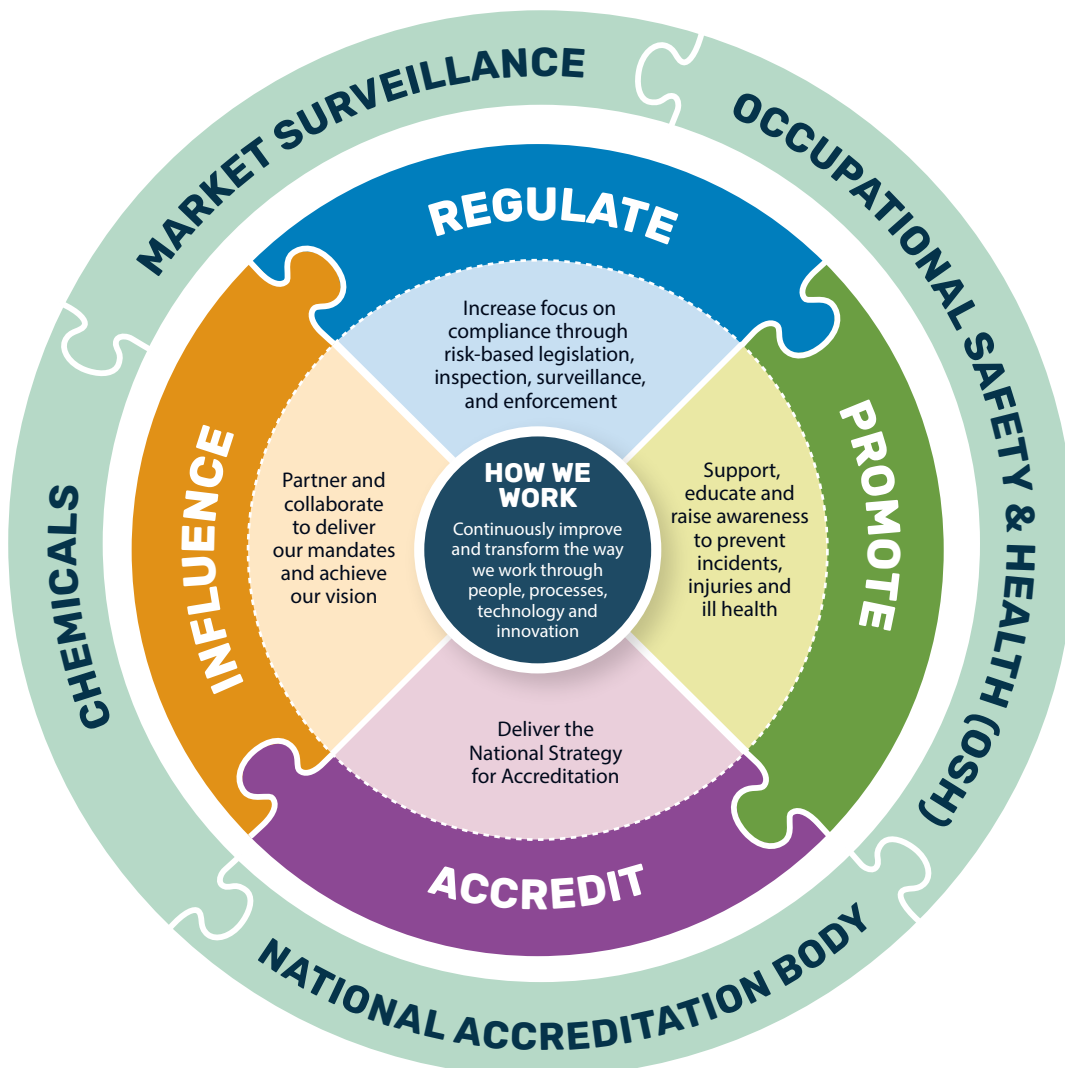 MARKET SURVEILLANCE
OCCUPATIONAL SAFETY & HEALTH (OSH)
NATIONAL ACCREDITATION BODY
CHEMICALS
REGULATE
Increase focus on
compliance through
risk-based legislation,
inspection, surveillance,
and enforcement
PROMOTE
Support,
educate and
raise awareness
to prevent
incidents,
injuries and
ill health
ACCREDIT
Deliver the
National Strategy
for Accreditation
INFLUENCE
Partner and
collaborate
to deliver
our mandates
and achieve
our vision
HOW WE
WORK
Continuously improve
and transform the way
we work through
people, processes,
technology and
innovation